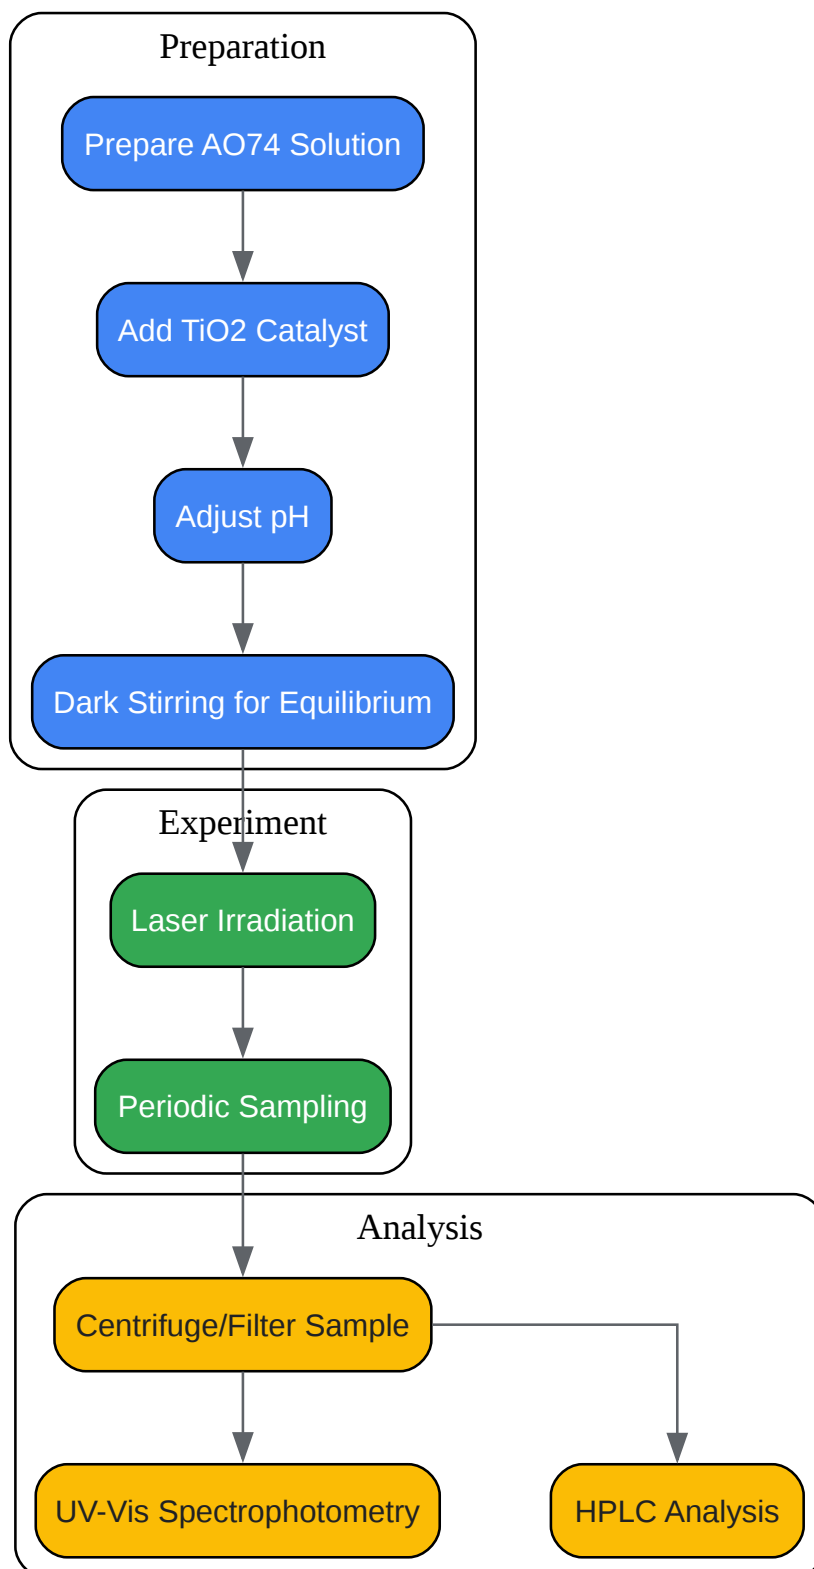 Preparation
Prepare AO74 Solution
Add TiO2 Catalyst
Adjust pH
Dark Stirring for Equilibrium
Experiment
Laser Irradiation
Periodic Sampling
Analysis
Centrifuge/Filter Sample
UV-Vis Spectrophotometry
HPLC Analysis